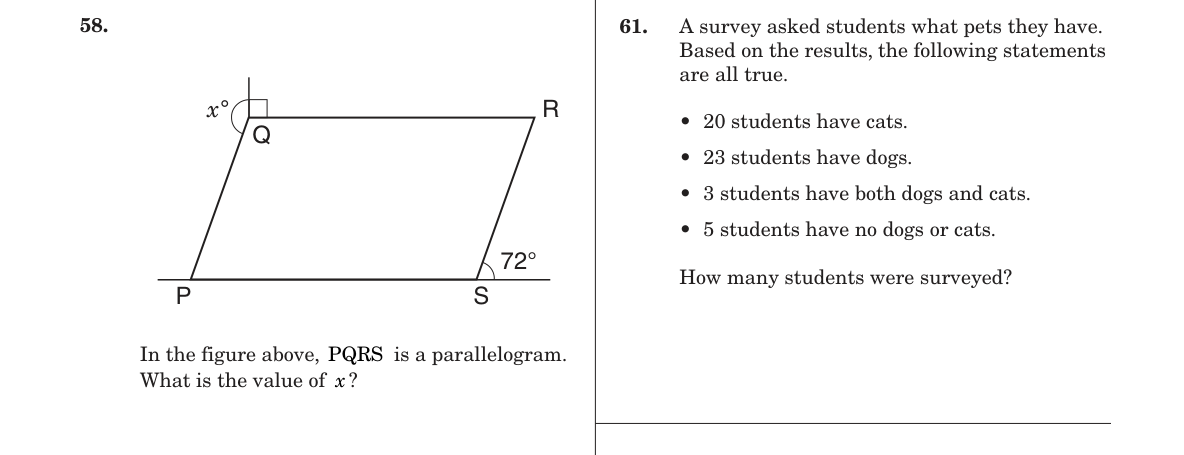 58.
x°
R
Q
72°
P
S
In the figure above, PQRS is a parallelogram.
What is the value of x?
61. A survey asked students what pets they have.
Based on the results, the following statements
are all true.
• 20 students have cats.
• 23 students have dogs.
• 3 students have both dogs and cats.
• 5 students have no dogs or cats.
How many students were surveyed?